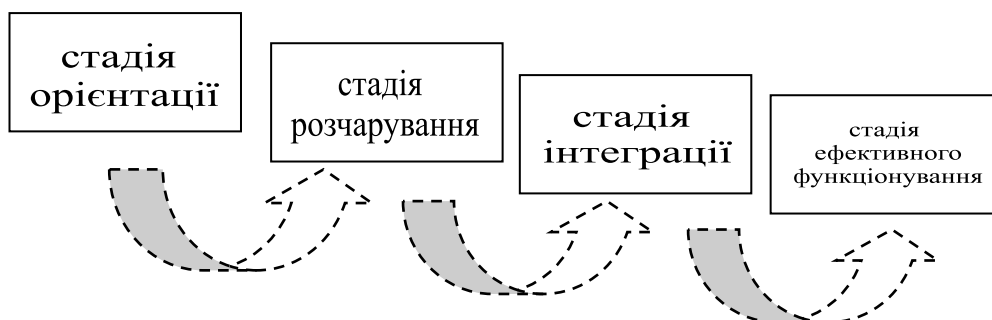 стадія
орієнтації
стадія
розчарування
стадія
інтеграції
стадія
ефективного
функціонування